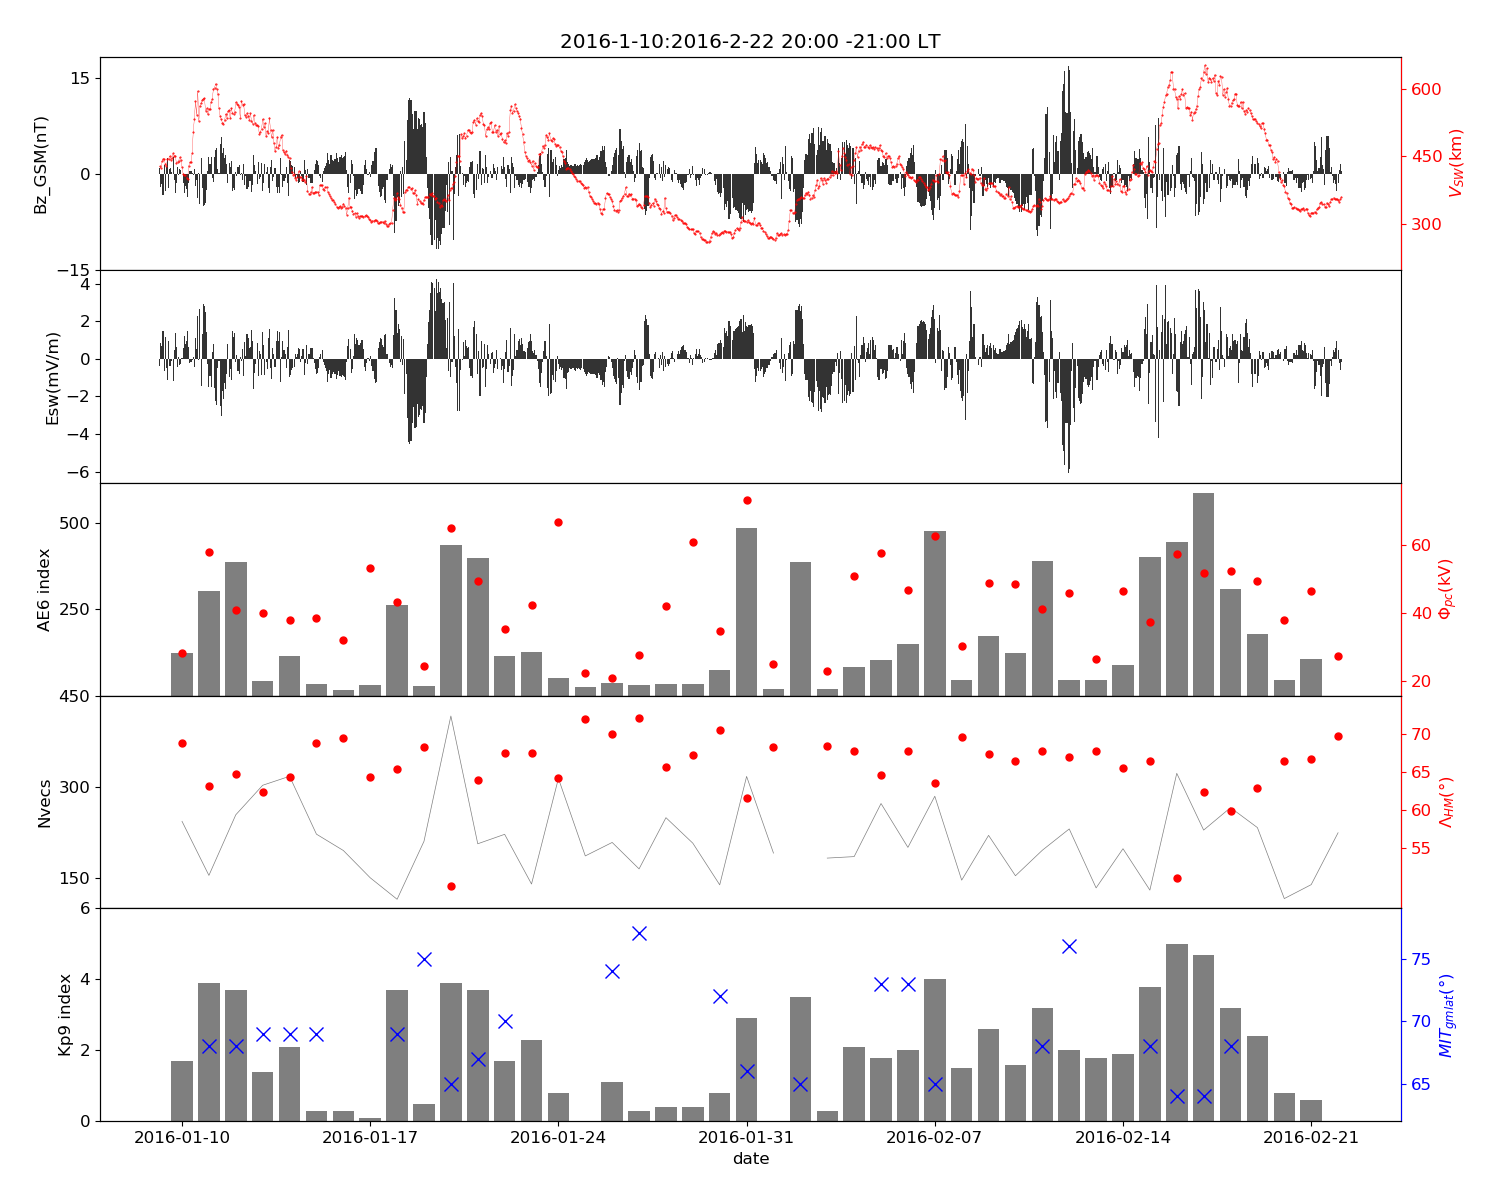 2016-1-10:2016-2-22 20:00 -21:00 LT
Bz_GSM(nT)
15
0
−15
600
450
300
V_SW(km)
Esw(mV/m)
4
2
0
−2
−4
−6
AE6 index
500
250
60
40
20
Φ_pc(kV)
Nvecs
450
300
150
70
65
60
55
Λ_HM(°)
Kp9 index
6
4
2
0
75
70
65
MIT_gmlat(°)
2016-01-10 2016-01-17 2016-01-24 2016-01-31 2016-02-07 2016-02-14 2016-02-21
date